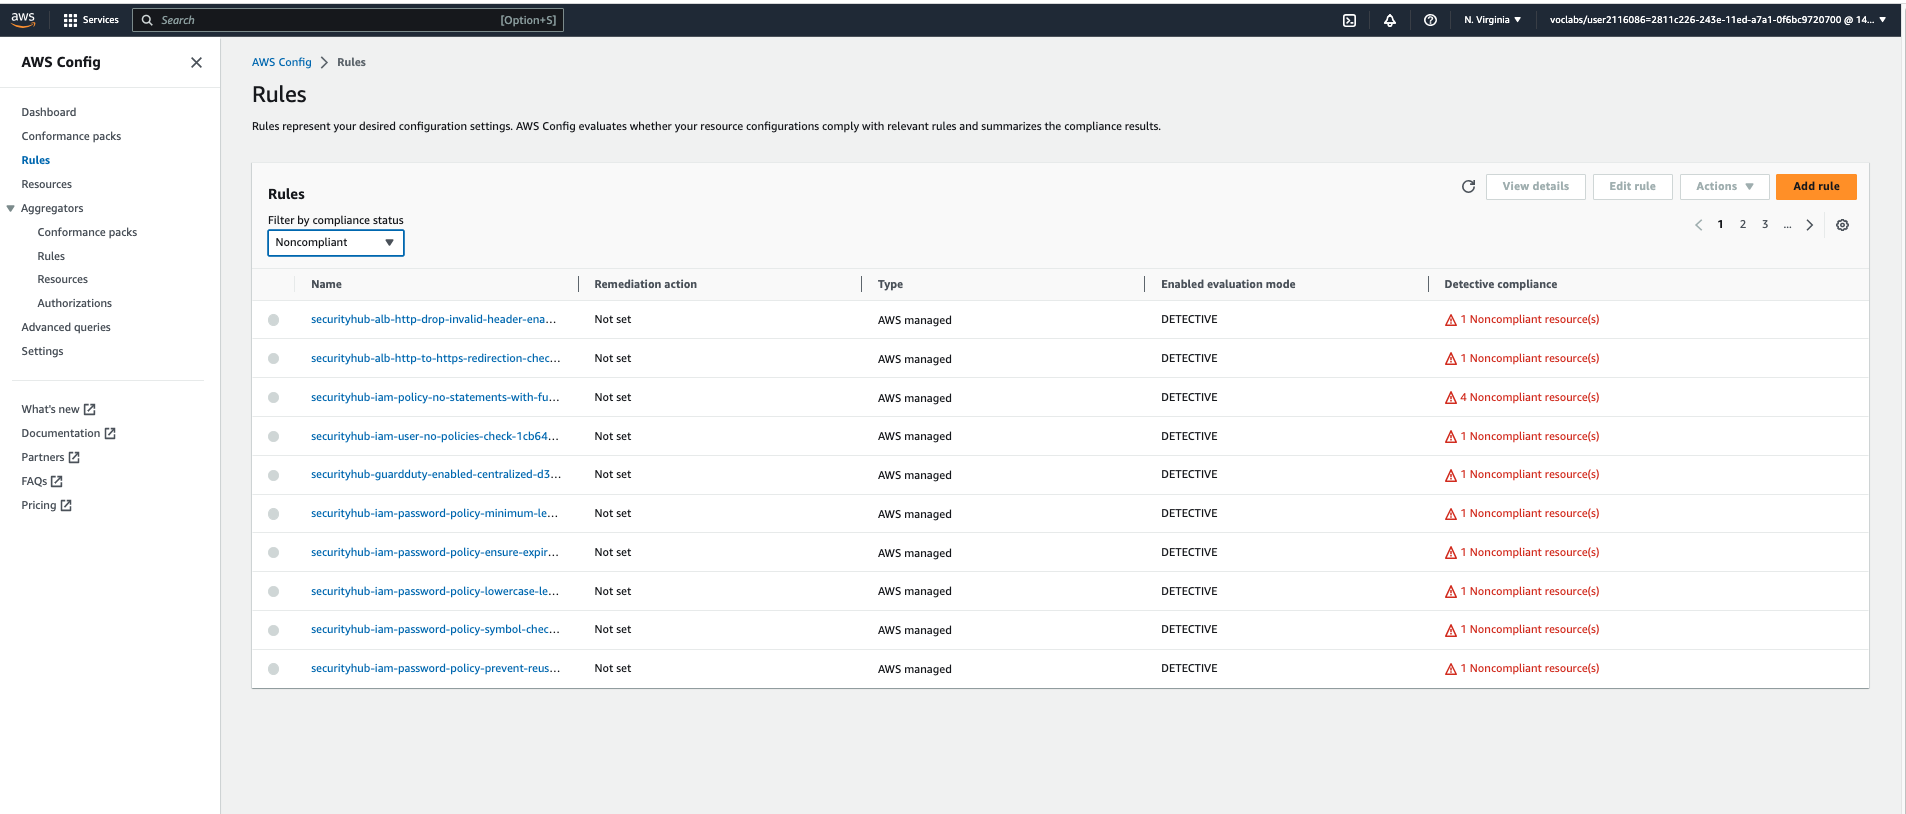 aws
Services
Search [Option+S]
N. Virginia
voclabs/user2116086=2811c226-243e-11ed-a7a1-0f6bc9720700 @ 14...
AWS Config
Dashboard
Conformance packs
Rules
Resources
Aggregators
Conformance packs
Rules
Resources
Authorizations
Advanced queries
Settings
What's new
Documentation
Partners
FAQs
Pricing
AWS Config > Rules
Rules
Rules represent your desired configuration settings. AWS Config evaluates whether your resource configurations comply with relevant rules and summarizes the compliance results.
Rules
View details
Edit rule
Actions
Add rule
Filter by compliance status
Noncompliant
1 2 3 ...
Name Remediation action Type Enabled evaluation mode Detective compliance
securityhub-alb-http-drop-invalid-header-ena... Not set AWS managed DETECTIVE 1 Noncompliant resource(s)
securityhub-alb-http-to-https-redirection-chec... Not set AWS managed DETECTIVE 1 Noncompliant resource(s)
securityhub-iam-policy-no-statements-with-fu... Not set AWS managed DETECTIVE 4 Noncompliant resource(s)
securityhub-iam-user-no-policies-check-1cb64... Not set AWS managed DETECTIVE 1 Noncompliant resource(s)
securityhub-guardduty-enabled-centralized-d3... Not set AWS managed DETECTIVE 1 Noncompliant resource(s)
securityhub-iam-password-policy-minimum-le... Not set AWS managed DETECTIVE 1 Noncompliant resource(s)
securityhub-iam-password-policy-ensure-expir... Not set AWS managed DETECTIVE 1 Noncompliant resource(s)
securityhub-iam-password-policy-lowercase-le... Not set AWS managed DETECTIVE 1 Noncompliant resource(s)
securityhub-iam-password-policy-symbol-chec... Not set AWS managed DETECTIVE 1 Noncompliant resource(s)
securityhub-iam-password-policy-prevent-reus... Not set AWS managed DETECTIVE 1 Noncompliant resource(s)